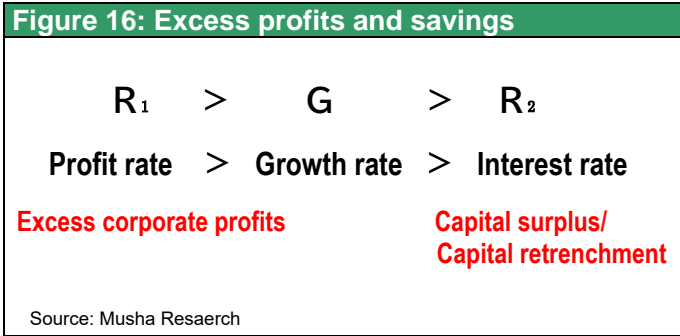 Figure 16: Excess profits and savings
R₁ > G > R₂
Profit rate > Growth rate > Interest rate
Excess corporate profits Capital surplus/
Capital retrenchment
Source: Musha Resaerch